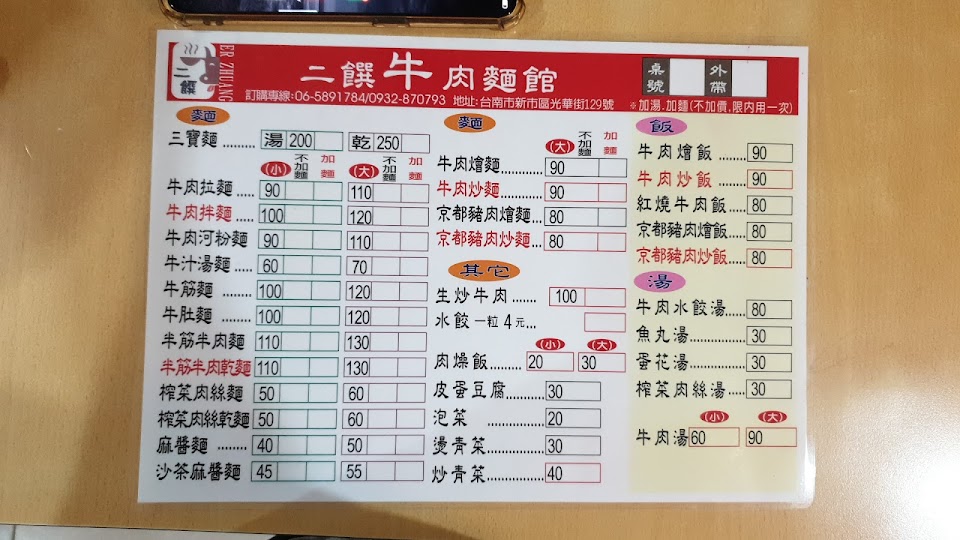 二饌
ER ZHUANG
二饌牛肉麵館
訂購專線:06-5891784/0932-870793 地址:台南市新市區光華街129號
桌號
外帶
※加湯.加麵(不加價,限內用一次)
麵
三寶麵......... 湯 200 乾 250
(小) 不加麵 加麵 (大) 不加麵 加麵
牛肉拉麵.... 90 110
牛肉拌麵.... 100 120
牛肉河粉麵 90 110
牛汁湯麵.... 60 70
牛筋麵........ 100 120
牛肚麵........ 100 120
半筋半肉麵 110 130
半筋半肉乾麵 110 130
榨菜肉絲麵 50 60
榨菜肉絲乾麵 50 60
麻醬麵........ 40 50
沙茶麻醬麵 45 55
麵
(大) 不加麵 加麵
牛肉燴麵............ 90
牛肉炒麵............ 90
京都豬肉燴麵... 80
京都豬肉炒麵... 80
其它
生炒牛肉....... 100
水餃一粒4元...
(小) (大)
肉燥飯......... 20 30
皮蛋豆腐......... 30
泡菜 ............... 20
燙青菜............... 30
炒青菜............... 40
飯
牛肉燴飯....... 90
牛肉炒飯....... 90
紅燒牛肉飯.... 80
京都豬肉燴飯..... 80
京都豬肉炒飯..... 80
湯
牛肉水餃湯..... 80
魚丸湯........... 30
蛋花湯........... 30
榨菜肉絲湯..... 30
(小) (大)
牛肉湯 60 90